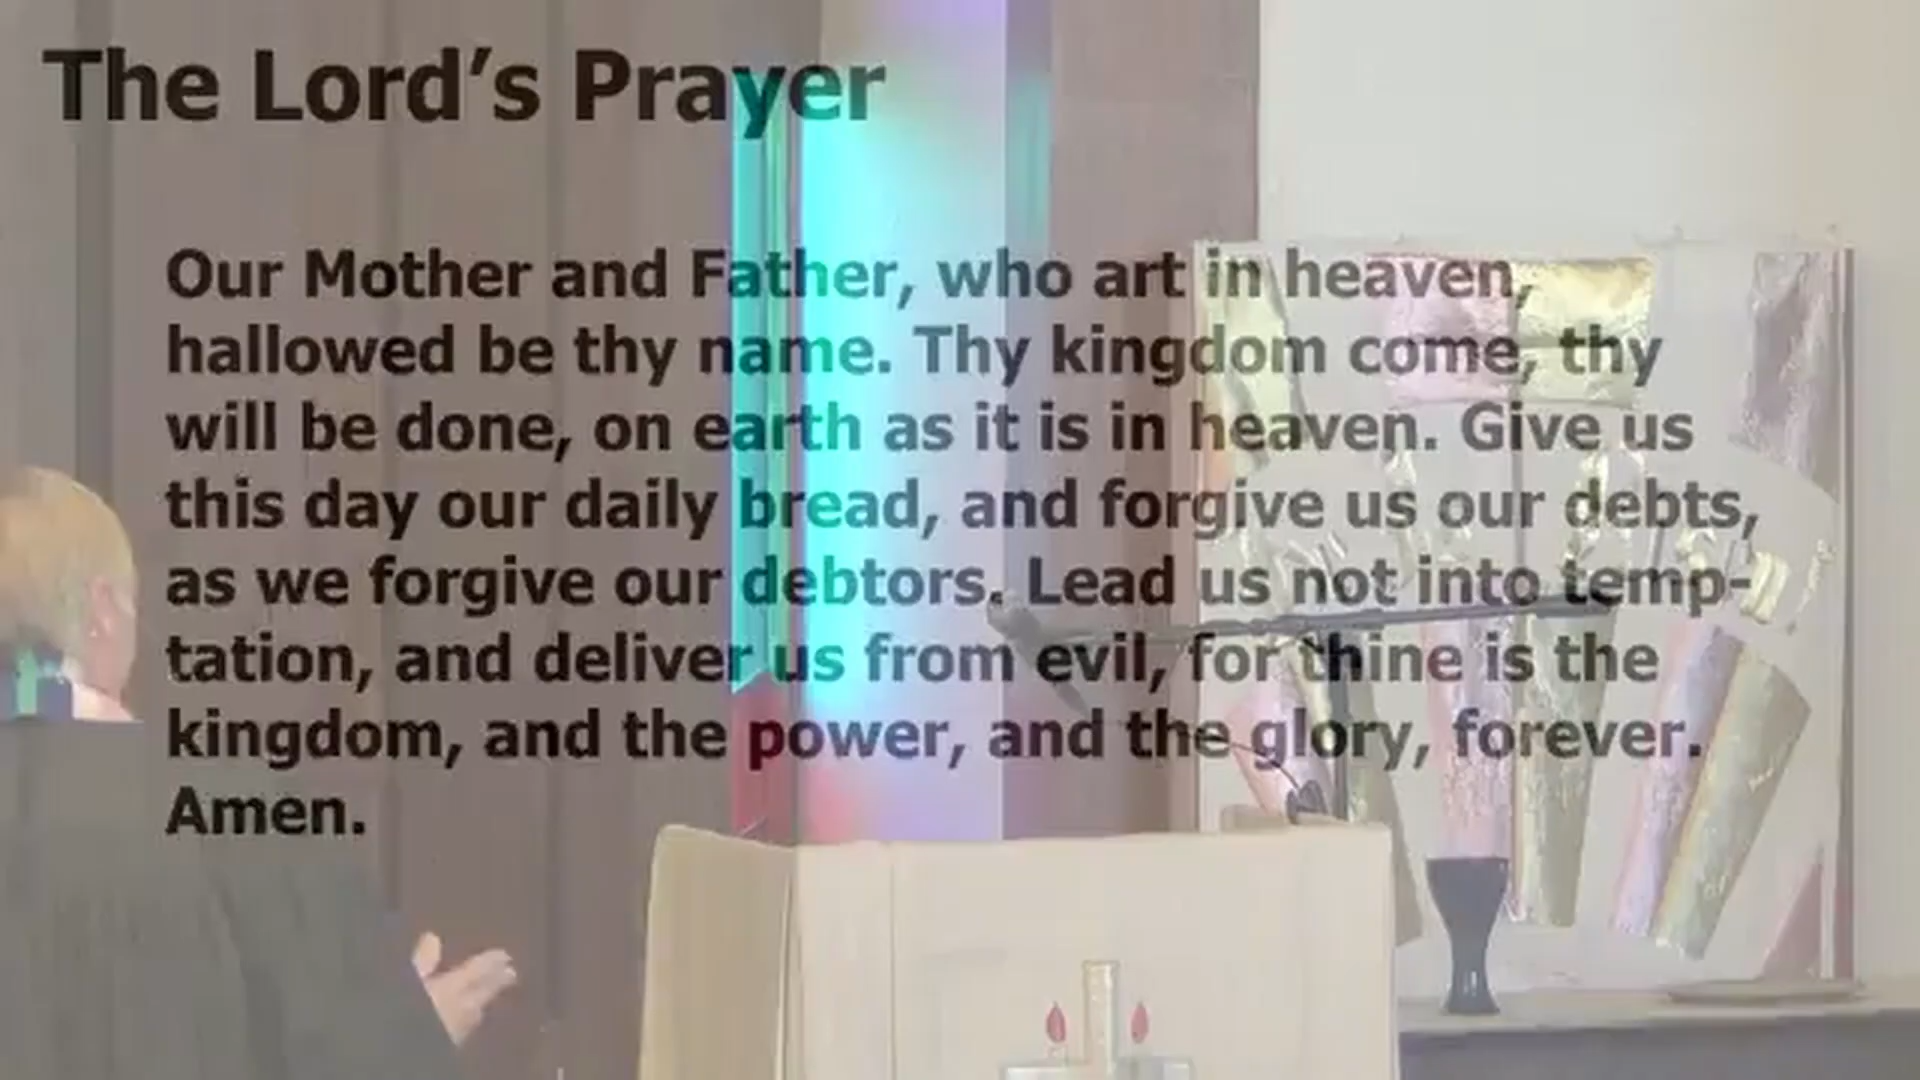 The Lord’s Prayer
Our Mother and Father, who art in heaven,
hallowed be thy name. Thy kingdom come, thy
will be done, on earth as it is in heaven. Give us
this day our daily bread, and forgive us our debts,
as we forgive our debtors. Lead us not into temp-
tation, and deliver us from evil, for thine is the
kingdom, and the power, and the glory, forever.
Amen.